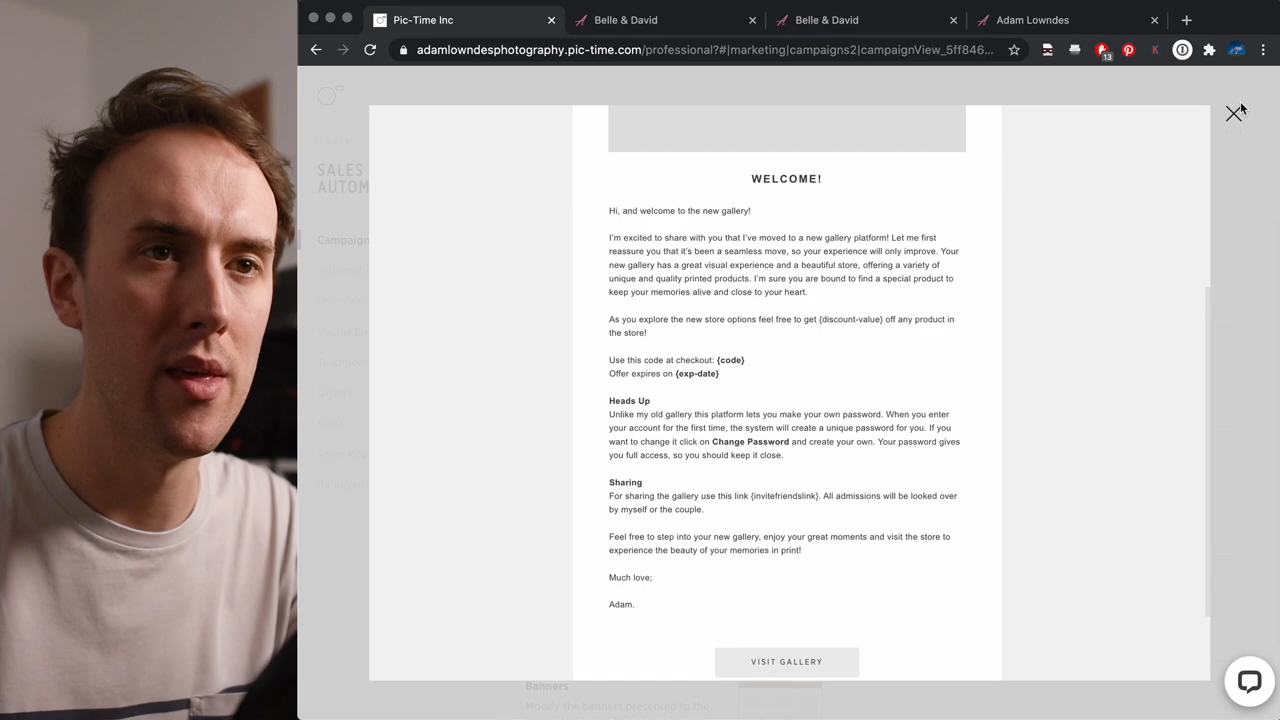 Pic-Time Inc
Belle & David
Belle & David
Adam Lowndes
adamlowndesphotography.pic-time.com/professional?#|marketing|campaigns2|campaignView_5ff846...
13
K
SALES
AUTOM
Campaign
WELCOME!
Hi, and welcome to the new gallery!
I'm excited to share with you that I've moved to a new gallery platform! Let me first
reassure you that it's been a seamless move, so your experience will only improve. Your
new gallery has a great visual experience and a beautiful store, offering a variety of
unique and quality printed products. I'm sure you are bound to find a special product to
keep your memories alive and close to your heart.
As you explore the new store options feel free to get {discount-value} off any product in
the store!
Use this code at checkout: {code}
Offer expires on {exp-date}
Heads Up
Unlike my old gallery this platform lets you make your own password. When you enter
your account for the first time, the system will create a unique password for you. If you
want to change it click on Change Password and create your own. Your password gives
you full access, so you should keep it close.
Sharing
For sharing the gallery use this link {invitefriendslink}. All admissions will be looked over
by myself or the couple.
Feel free to step into your new gallery, enjoy your great moments and visit the store to
experience the beauty of your memories in print!
Much love;
Adam.
VISIT GALLERY
Banners
Modify the banners presented to the